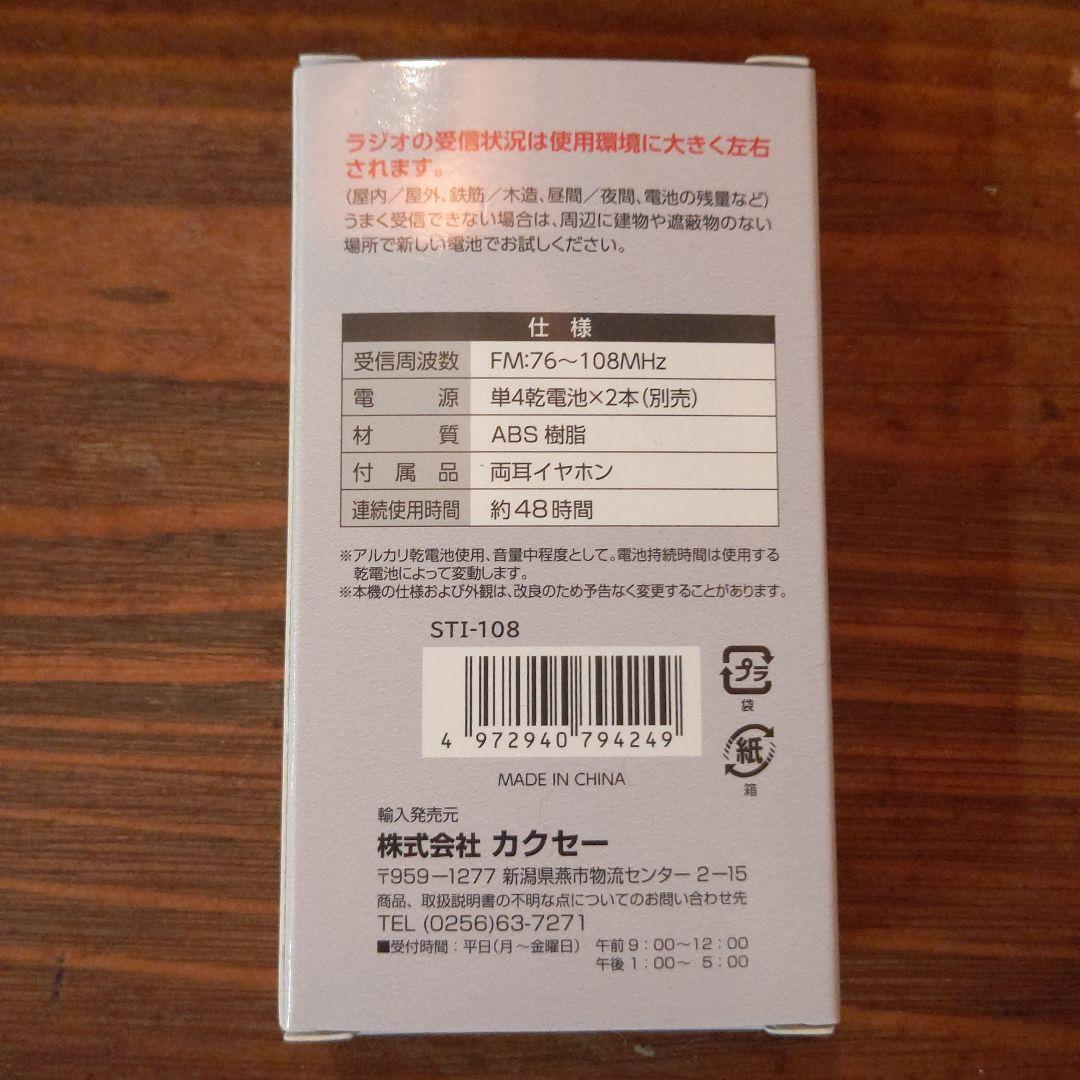 ラジオの受信状況は使用環境に大きく左右
されます。
(屋内／屋外、鉄筋／木造、昼間／夜間、電池の残量など)
うまく受信できない場合は、周辺に建物や遮蔽物のない
場所で新しい電池でお試しください。
仕 様
受信周波数 FM:76〜108MHz
電 源 単4乾電池×2本(別売)
材 質 ABS 樹脂
付 属 品 両耳イヤホン
連続使用時間 約48時間
※アルカリ乾電池使用、音量中程度として。電池持続時間は使用する
乾電池によって変動します。
※本機の仕様および外観は、改良のため予告なく変更することがあります。
STI-108
プラ
袋
4 972940 794249
紙
箱
MADE IN CHINA
輸入発売元
株式会社 カクセー
〒959－1277 新潟県燕市物流センター 2－15
商品、取扱説明書の不明な点についてのお問い合わせ先
TEL (0256)63-7271
■受付時間：平日(月〜金曜日) 午前 9：00〜12：00
午後 1：00〜 5：00